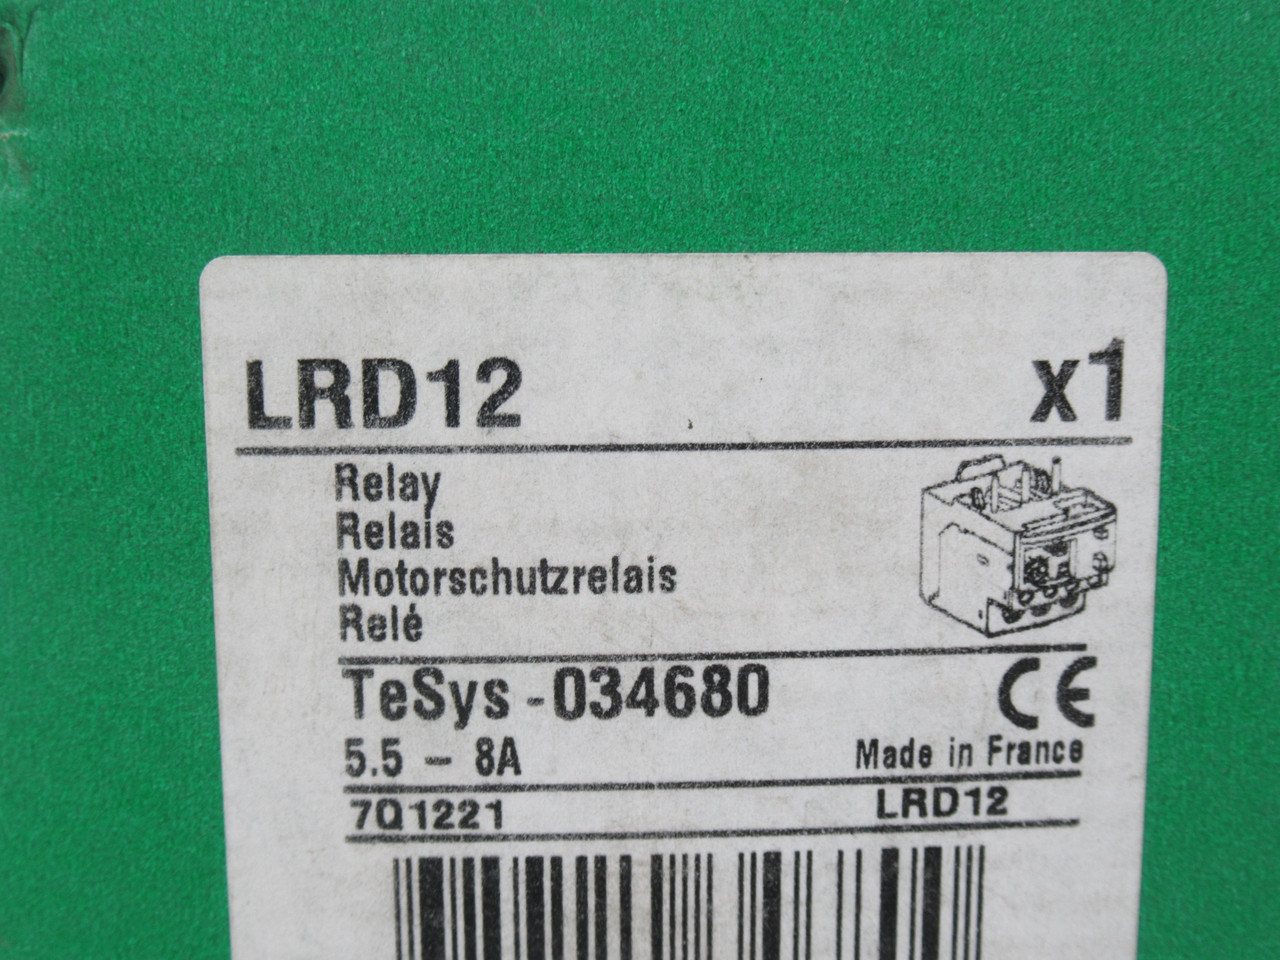 LRD12 x1
Relay
Relais
Motorschutzrelais
Relé
TeSys -034680 CE
5.5 - 8A Made in France
7Q1221 LRD12